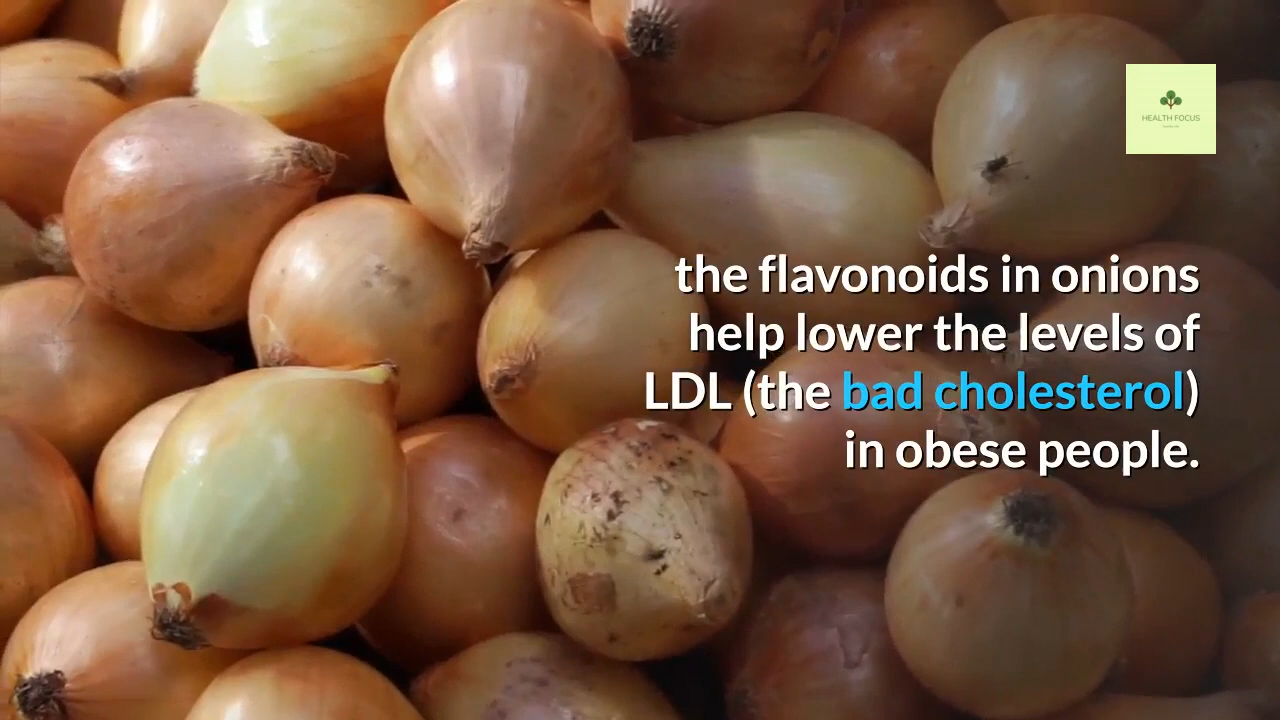 HEALTH FOCUS
the flavonoids in onions
help lower the levels of
LDL (the bad cholesterol)
in obese people.